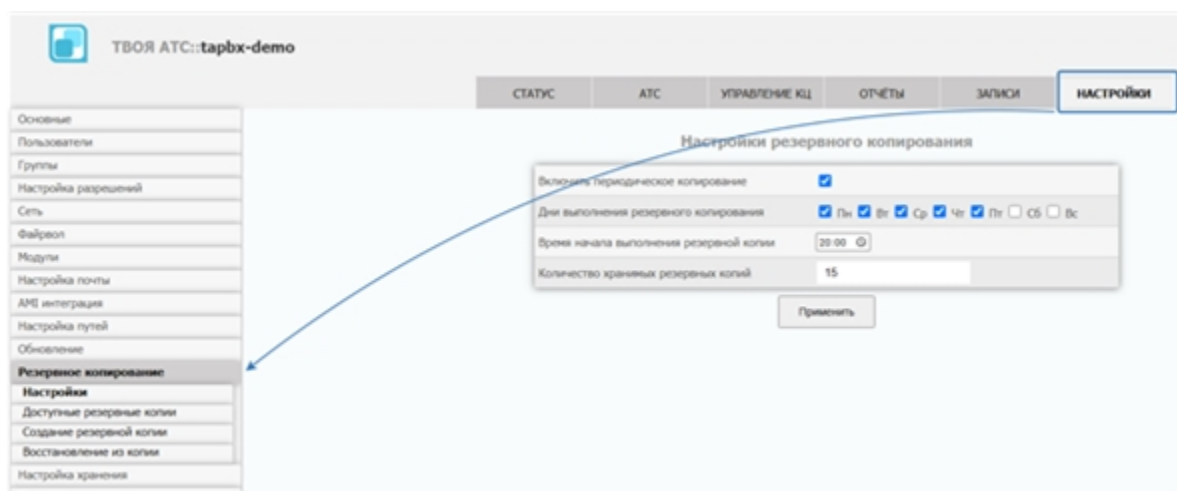 ТВОЯ АТС::tapbx-demo
СТАТУС АТС УПРАВЛЕНИЕ КЦ ОТЧЁТЫ ЗАПИСИ НАСТРОЙКИ
Основные
Пользователи
Группы
Настройка разрешений
Сеть
Файрвол
Модули
Настройка почты
AMI интеграция
Настройка путей
Обновление
Резервное копирование
Настройки
Доступные резервные копии
Создание резервной копии
Восстановление из копии
Настройка хранения
Настройки резервного копирования
Включить периодическое копирование
Дни выполнения резервного копирования Пн Вт Ср Чт Пт Сб Вс
Время начала выполнения резервной копии 20:00
Количество хранимых резервных копий 15
Применить